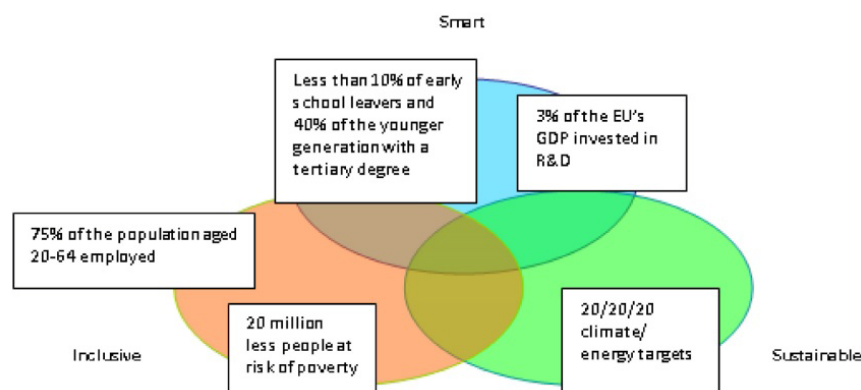 Smart
Less than 10% of early
school leavers and
40% of the younger
generation with a
tertiary degree
3% of the EU's
GDP invested in
R&D
75% of the population aged
20-64 employed
20 million
less people at
risk of poverty
20/20/20
climate/
energy targets
Inclusive
Sustainable